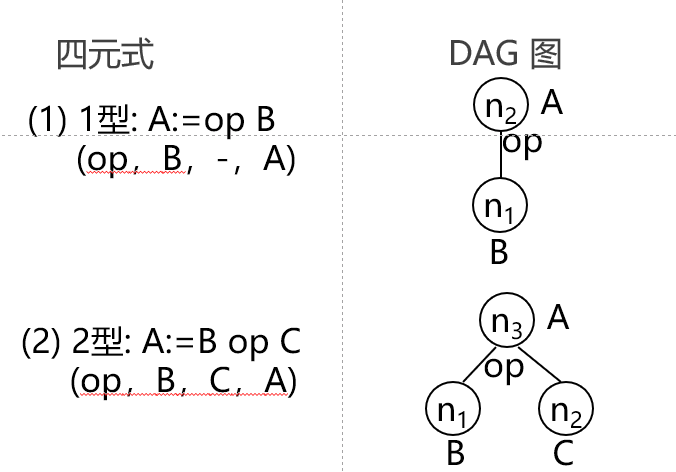 四元式
DAG 图
(1) 1型: A:=op B
(op, B, -, A)
n2 A
op
n1
B
(2) 2型: A:=B op C
(op, B, C, A)
n3 A
op
n1 n2
B C